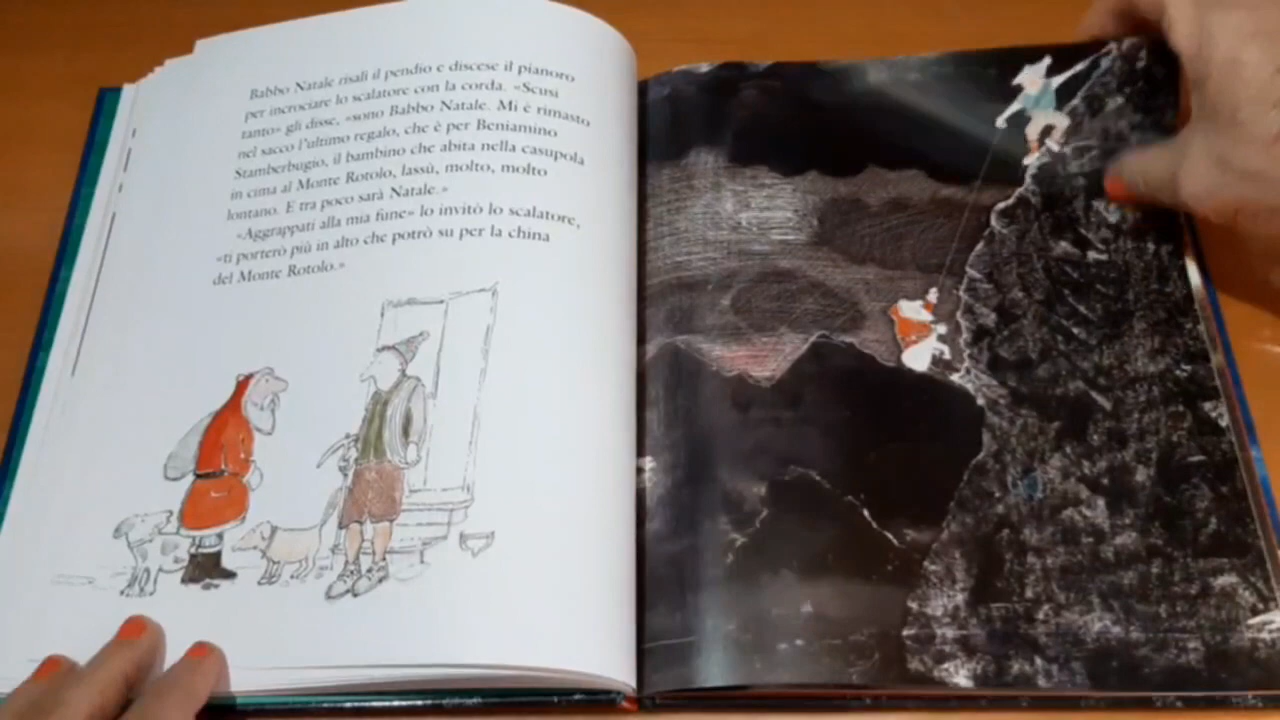 Babbo Natale risalì il pendio e discese il pianoro
per incrociare lo scalatore con la corda. «Scusi
tanto» gli disse, «sono Babbo Natale. Mi è rimasto
nel sacco l'ultimo regalo, che è per Beniamino
Stamberbugio, il bambino che abita nella casupola
in cima al Monte Rotolo, lassù, molto, molto
lontano. E tra poco sarà Natale.»
«Aggrappati alla mia fune» lo invitò lo scalatore,
«ti porterò più in alto che potrò su per la china
del Monte Rotolo.»